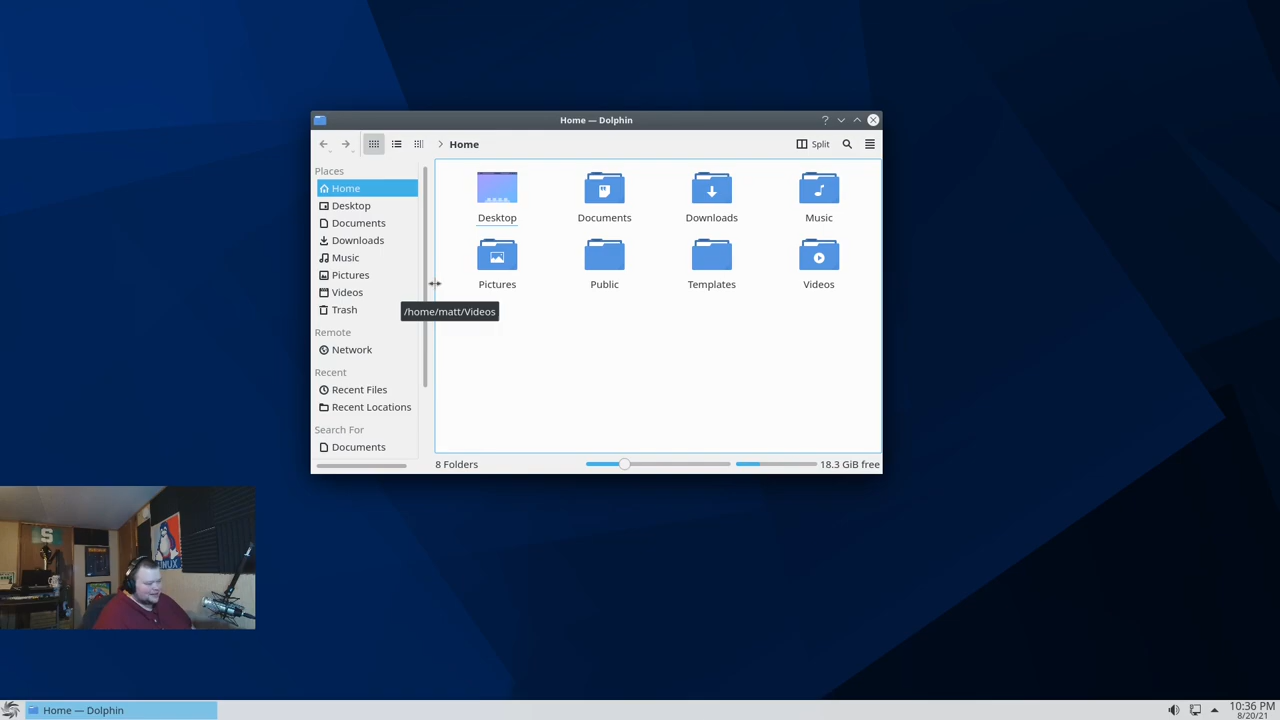 Home — Dolphin
Home
Split
Places
Home
Desktop
Documents
Downloads
Music
Pictures
Videos
Trash
Remote
Network
Recent
Recent Files
Recent Locations
Search For
Documents
Desktop
Documents
Downloads
Music
Pictures
Public
Templates
Videos
/home/matt/Videos
8 Folders
18.3 GiB free
LINUX
Home — Dolphin
10:36 PM
8/20/21